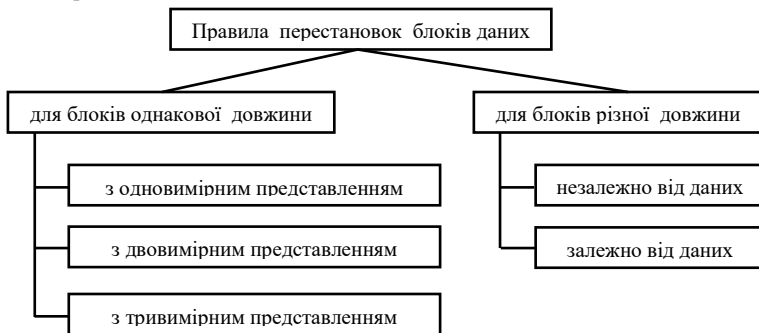 Правила перестановок блоків даних
для блоків однакової довжини
для блоків різної довжини
з одновимірним представленням
незалежно від даних
з двовимірним представленням
залежно від даних
з тривимірним представленням